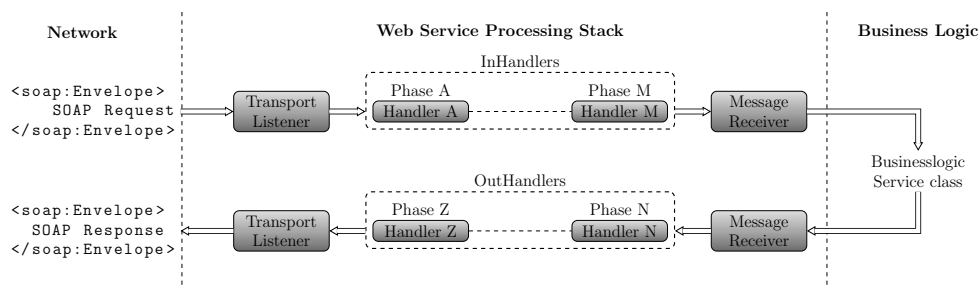 Network
Web Service Processing Stack
Business Logic
InHandlers
<soap:Envelope>
SOAP Request
</soap:Envelope>
Transport
Listener
Phase A
Handler A
Phase M
Handler M
Message
Receiver
Businesslogic
Service class
OutHandlers
<soap:Envelope>
SOAP Response
</soap:Envelope>
Transport
Listener
Phase Z
Handler Z
Phase N
Handler N
Message
Receiver